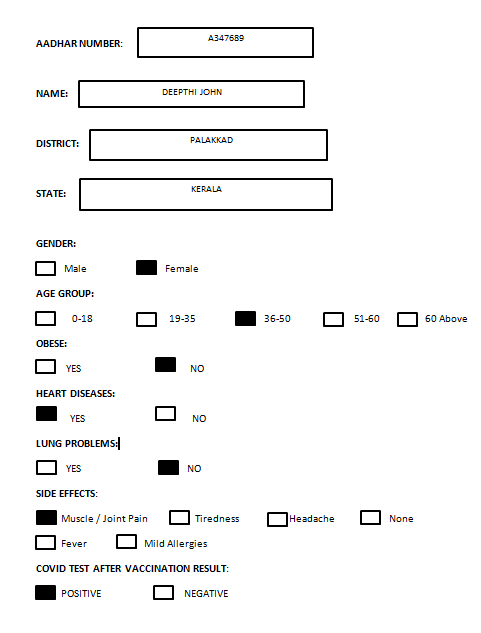 AADHAR NUMBER: A347689
NAME: DEEPTHI JOHN
DISTRICT: PALAKKAD
STATE: KERALA
GENDER:
Male Female
AGE GROUP:
0-18 19-35 36-50 51-60 60 Above
OBESE:
YES NO
HEART DISEASES:
YES NO
LUNG PROBLEMS:
YES NO
SIDE EFFECTS:
Muscle / Joint Pain Tiredness Headache None
Fever Mild Allergies
COVID TEST AFTER VACCINATION RESULT:
POSITIVE NEGATIVE